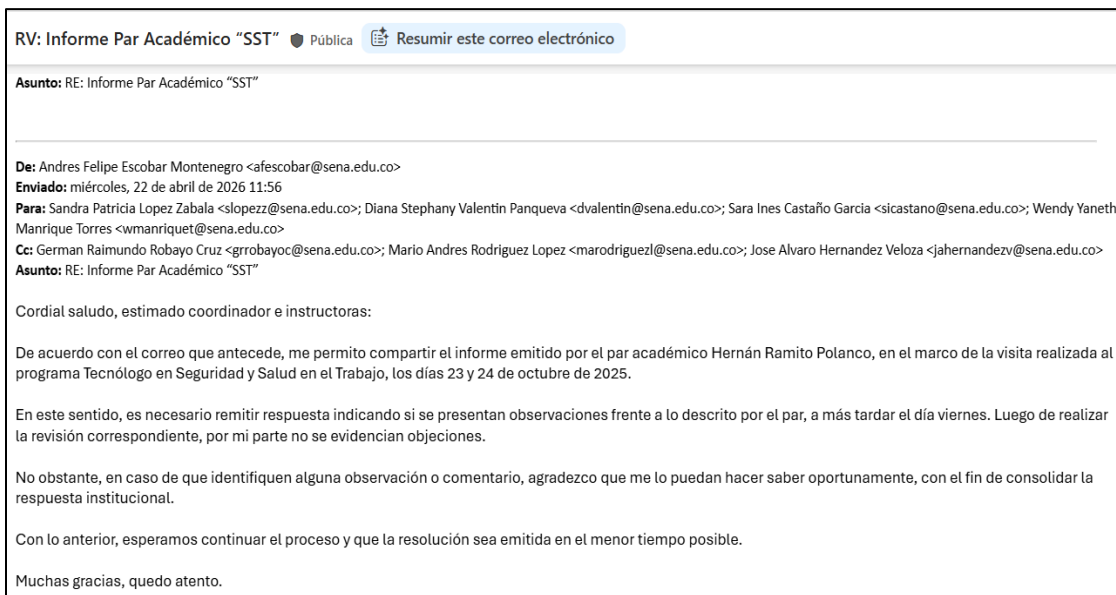 RV: Informe Par Académico “SST” Pública Resumir este correo electrónico
Asunto: RE: Informe Par Académico “SST”
De: Andres Felipe Escobar Montenegro <afescobar@sena.edu.co>
Enviado: miércoles, 22 de abril de 2026 11:56
Para: Sandra Patricia Lopez Zabala <slopezz@sena.edu.co>; Diana Stephany Valentin Panqueva <dvalentin@sena.edu.co>; Sara Ines Castaño Garcia <sicastano@sena.edu.co>; Wendy Yaneth
Manrique Torres <wmanriquet@sena.edu.co>
Cc: German Raimundo Robayo Cruz <grrobayoc@sena.edu.co>; Mario Andres Rodriguez Lopez <marodriguezl@sena.edu.co>; Jose Alvaro Hernandez Veloza <jahernandezv@sena.edu.co>
Asunto: RE: Informe Par Académico “SST”
Cordial saludo, estimado coordinador e instructoras:
De acuerdo con el correo que antecede, me permito compartir el informe emitido por el par académico Hernán Ramito Polanco, en el marco de la visita realizada al
programa Tecnólogo en Seguridad y Salud en el Trabajo, los días 23 y 24 de octubre de 2025.
En este sentido, es necesario remitir respuesta indicando si se presentan observaciones frente a lo descrito por el par, a más tardar el día viernes. Luego de realizar
la revisión correspondiente, por mi parte no se evidencian objeciones.
No obstante, en caso de que identifiquen alguna observación o comentario, agradezco que me lo puedan hacer saber oportunamente, con el fin de consolidar la
respuesta institucional.
Con lo anterior, esperamos continuar el proceso y que la resolución sea emitida en el menor tiempo posible.
Muchas gracias, quedo atento.